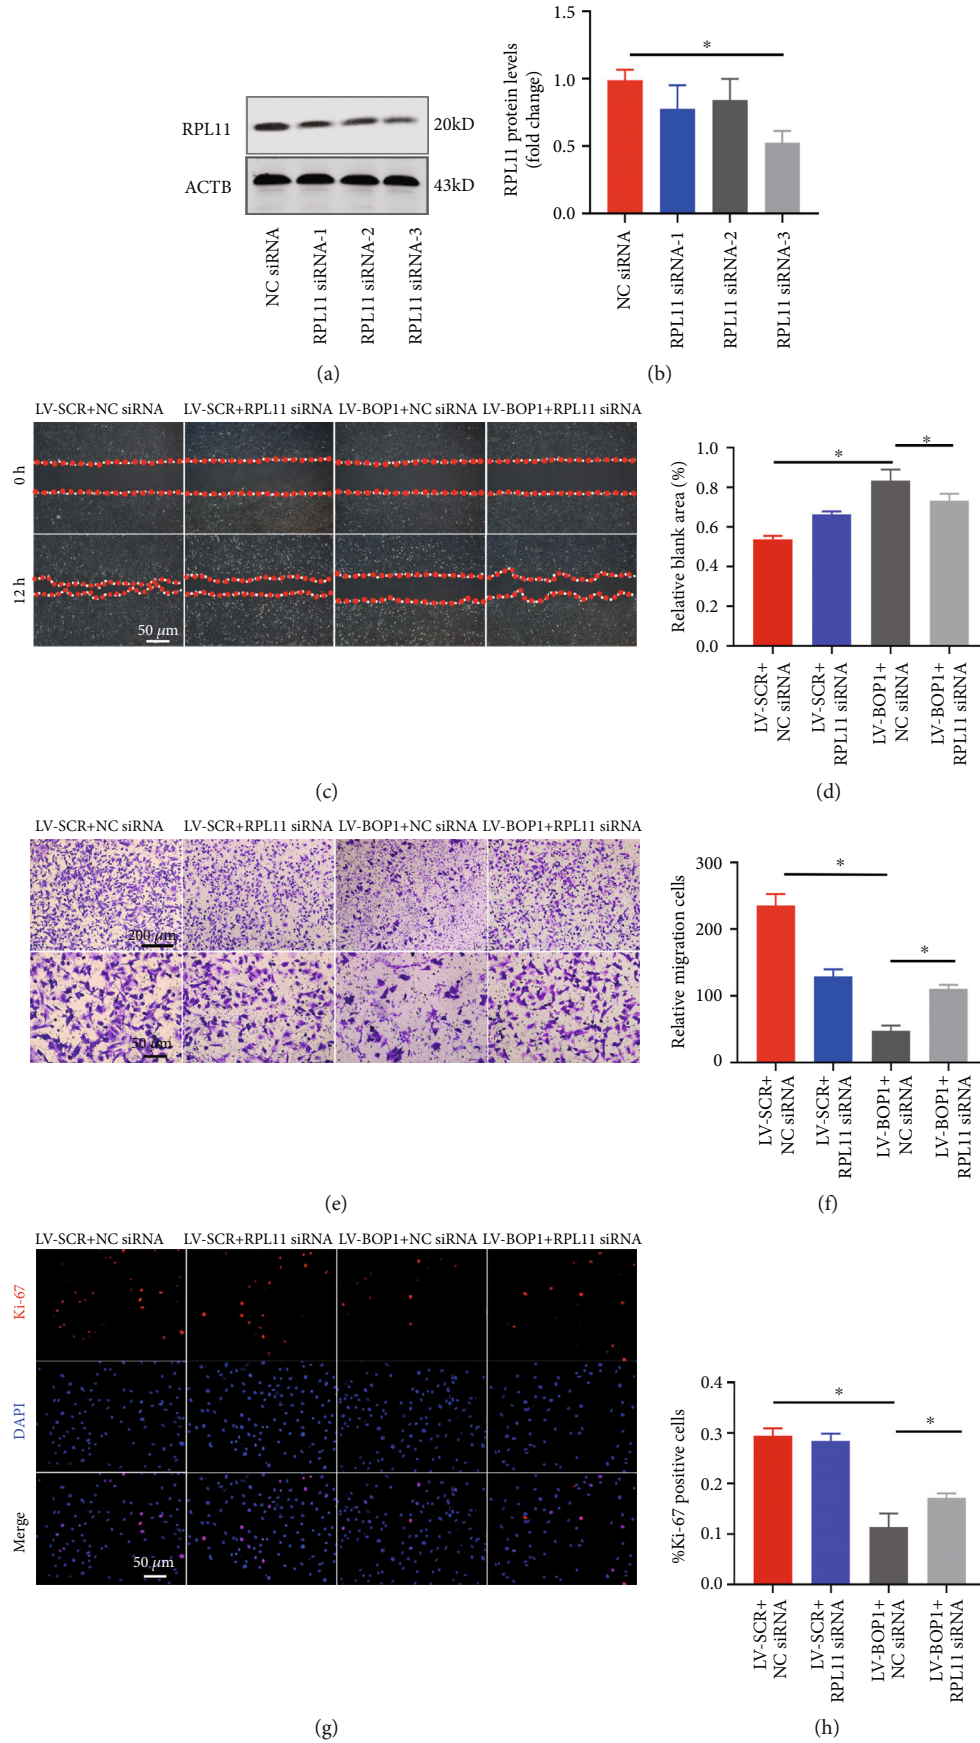 RPL11
20kD
ACTB
43kD
NC siRNA
RPL11 siRNA-1
RPL11 siRNA-2
RPL11 siRNA-3
(a)
RPL11 protein levels
(fold change)
1.5
1.0
0.5
0.0
*
NC siRNA
RPL11 siRNA-1
RPL11 siRNA-2
RPL11 siRNA-3
(b)
LV-SCR+NC siRNA
LV-SCR+RPL11 siRNA
LV-BOP1+NC siRNA
LV-BOP1+RPL11 siRNA
0 h
12 h
50 μm
(c)
Relative blank area (%)
1.0
0.8
0.6
0.4
0.2
0.0
*
*
LV-SCR+
NC siRNA
LV-SCR+
RPL11 siRNA
LV-BOP1+
NC siRNA
LV-BOP1+
RPL11 siRNA
(d)
LV-SCR+NC siRNA
LV-SCR+RPL11 siRNA
LV-BOP1+NC siRNA
LV-BOP1+RPL11 siRNA
200 μm
50 μm
(e)
Relative migration cells
300
200
100
0
*
*
LV-SCR+
NC siRNA
LV-SCR+
RPL11 siRNA
LV-BOP1+
NC siRNA
LV-BOP1+
RPL11 siRNA
(f)
LV-SCR+NC siRNA
LV-SCR+RPL11 siRNA
LV-BOP1+NC siRNA
LV-BOP1+RPL11 siRNA
Ki-67
DAPI
Merge
50 μm
(g)
%Ki-67 positive cells
0.4
0.3
0.2
0.1
0.0
*
*
LV-SCR+
NC siRNA
LV-SCR+
RPL11 siRNA
LV-BOP1+
NC siRNA
LV-BOP1+
RPL11 siRNA
(h)